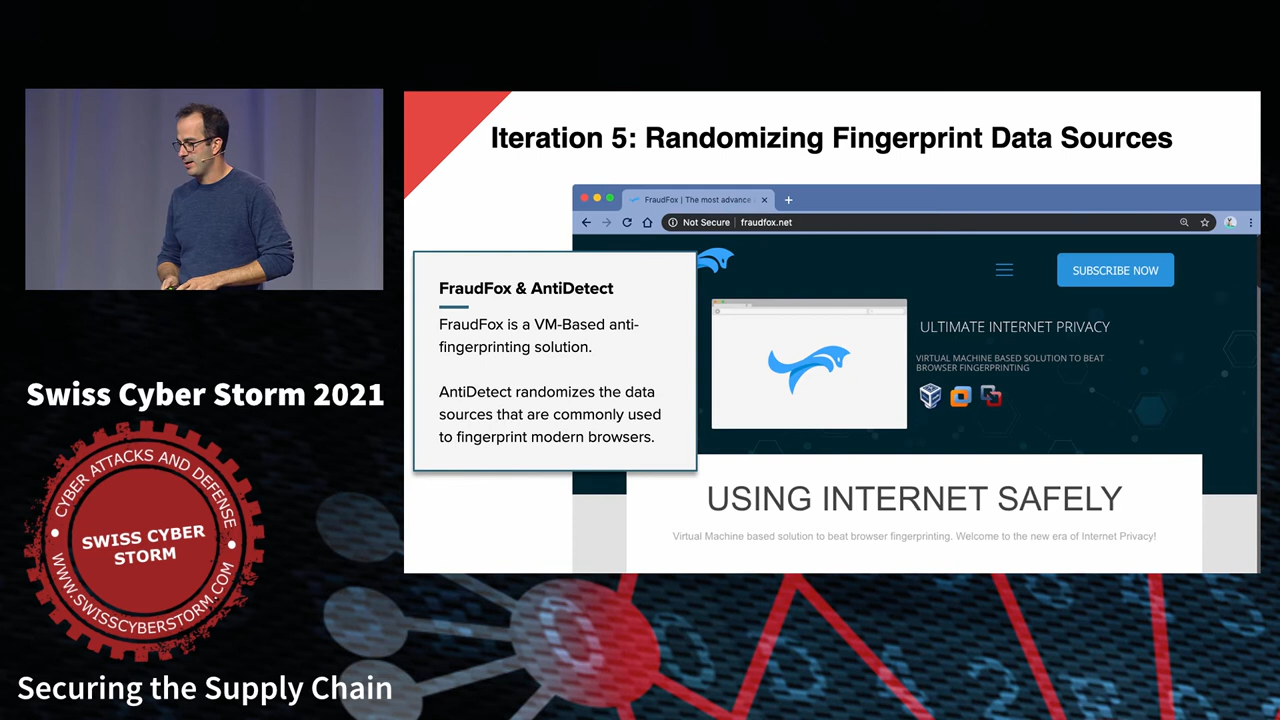 Iteration 5: Randomizing Fingerprint Data Sources
FraudFox | The most advance
Not Secure | fraudfox.net
SUBSCRIBE NOW
FraudFox & AntiDetect
FraudFox is a VM-Based anti-
fingerprinting solution.
AntiDetect randomizes the data
sources that are commonly used
to fingerprint modern browsers.
ULTIMATE INTERNET PRIVACY
VIRTUAL MACHINE BASED SOLUTION TO BEAT
BROWSER FINGERPRINTING
USING INTERNET SAFELY
Virtual Machine based solution to beat browser fingerprinting. Welcome to the new era of Internet Privacy!
Swiss Cyber Storm 2021
CYBER ATTACKS AND DEFENSE
SWISS CYBER
STORM
WWW.SWISSCYBERSTORM.COM
Securing the Supply Chain